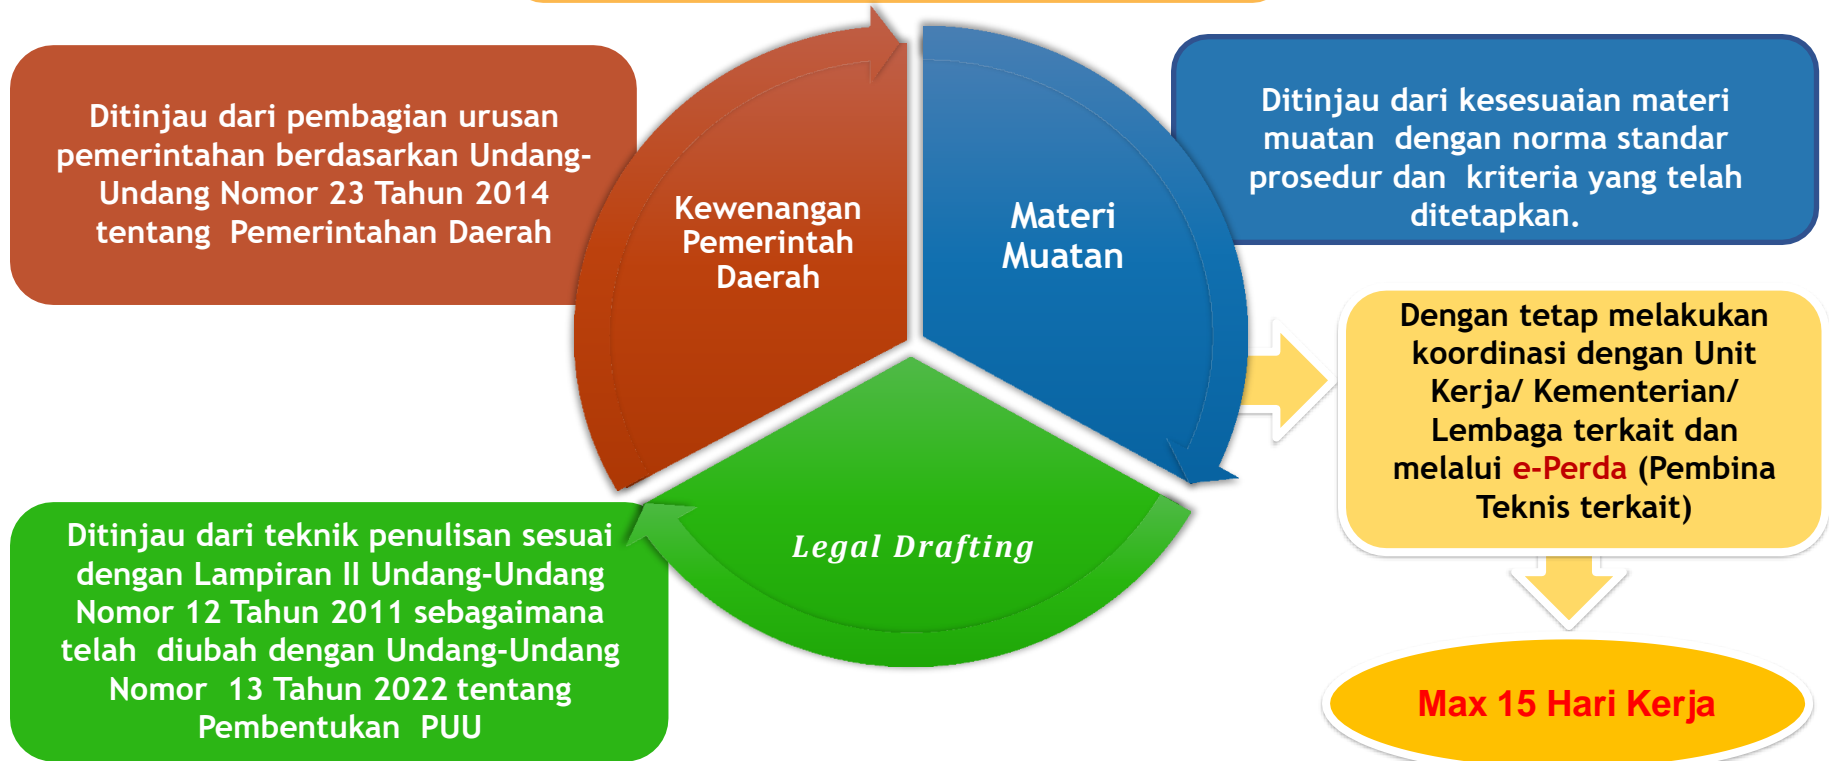 Ditinjau dari pembagian urusan
pemerintahan berdasarkan Undang-
Undang Nomor 23 Tahun 2014
tentang Pemerintahan Daerah
Kewenangan
Pemerintah
Daerah
Materi
Muatan
Ditinjau dari kesesuaian materi
muatan dengan norma standar
prosedur dan kriteria yang telah
ditetapkan.
Dengan tetap melakukan
koordinasi dengan Unit
Kerja/ Kementerian/
Lembaga terkait dan
melalui e-Perda (Pembina
Teknis terkait)
Ditinjau dari teknik penulisan sesuai
dengan Lampiran II Undang-Undang
Nomor 12 Tahun 2011 sebagaimana
telah diubah dengan Undang-Undang
Nomor 13 Tahun 2022 tentang
Pembentukan PUU
Legal Drafting
Max 15 Hari Kerja